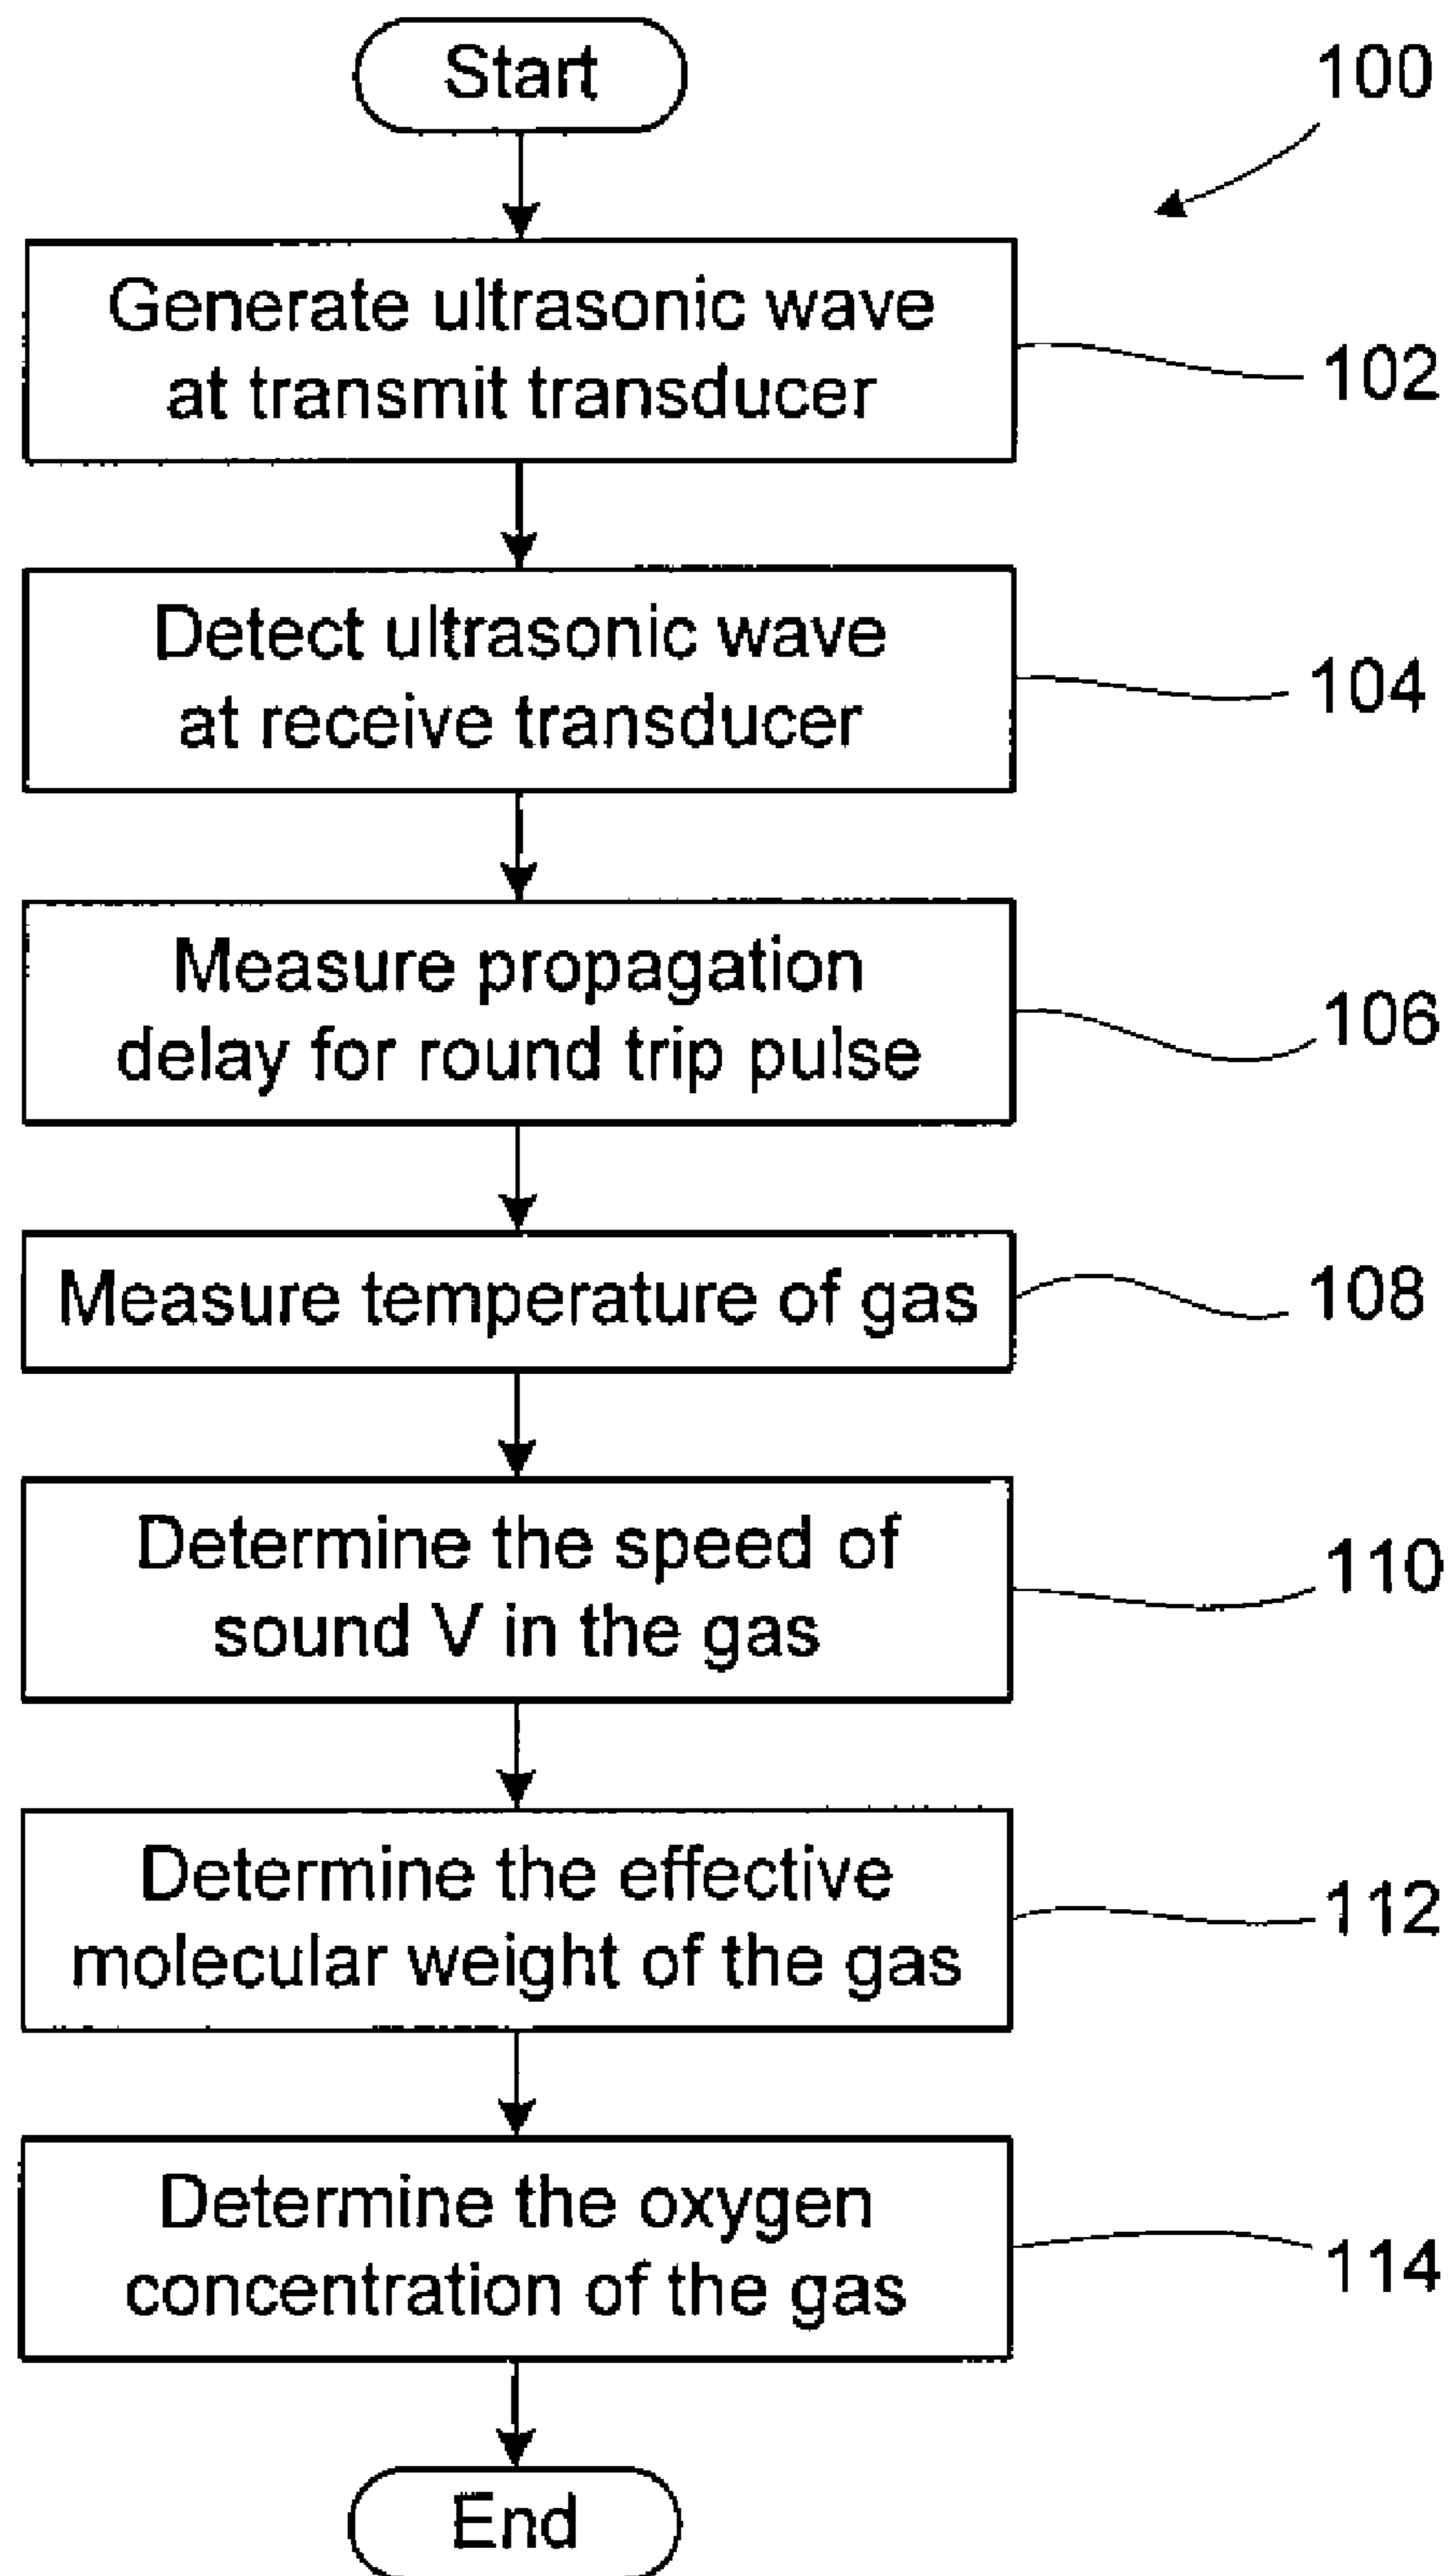 Start
100
Generate ultrasonic wave
at transmit transducer
102
Detect ultrasonic wave
at receive transducer
104
Measure propagation
delay for round trip pulse
106
Measure temperature of gas
108
Determine the speed of
sound V in the gas
110
Determine the effective
molecular weight of the gas
112
Determine the oxygen
concentration of the gas
114
End